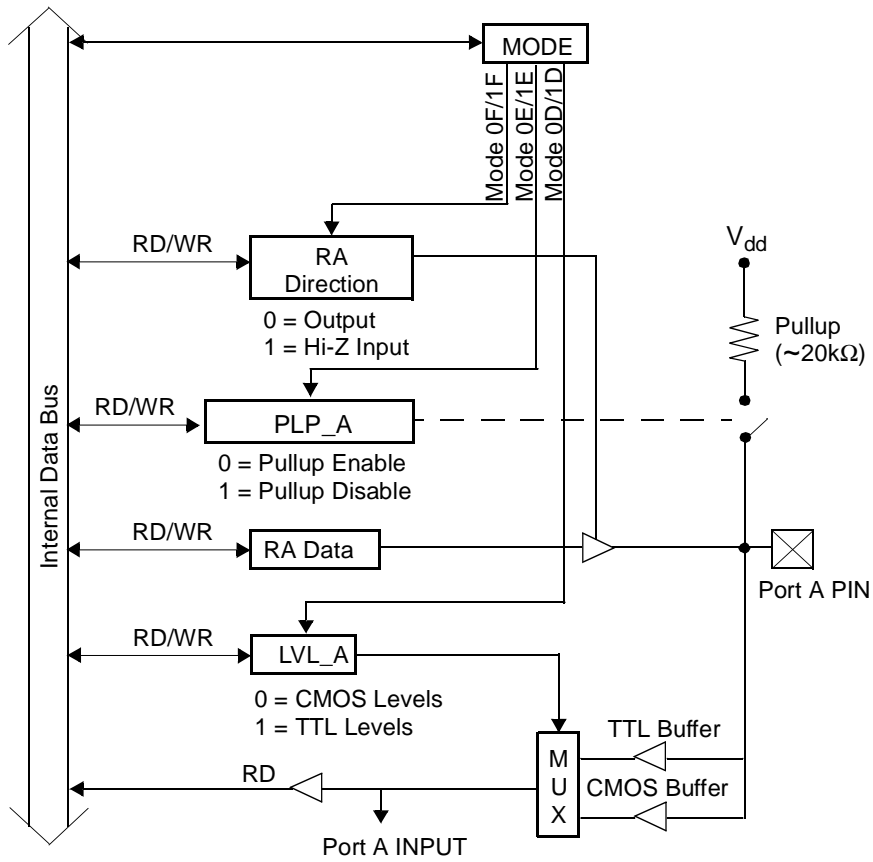 MODE
Mode 0F/1F
Mode 0E/1E
Mode 0D/1D
Internal Data Bus
RD/WR
RA
Direction
0 = Output
1 = Hi-Z Input
Vdd
Pullup
(~20kΩ)
RD/WR
PLP_A
0 = Pullup Enable
1 = Pullup Disable
RD/WR
RA Data
Port A PIN
RD/WR
LVL_A
0 = CMOS Levels
1 = TTL Levels
TTL Buffer
M
U
X
CMOS Buffer
RD
Port A INPUT